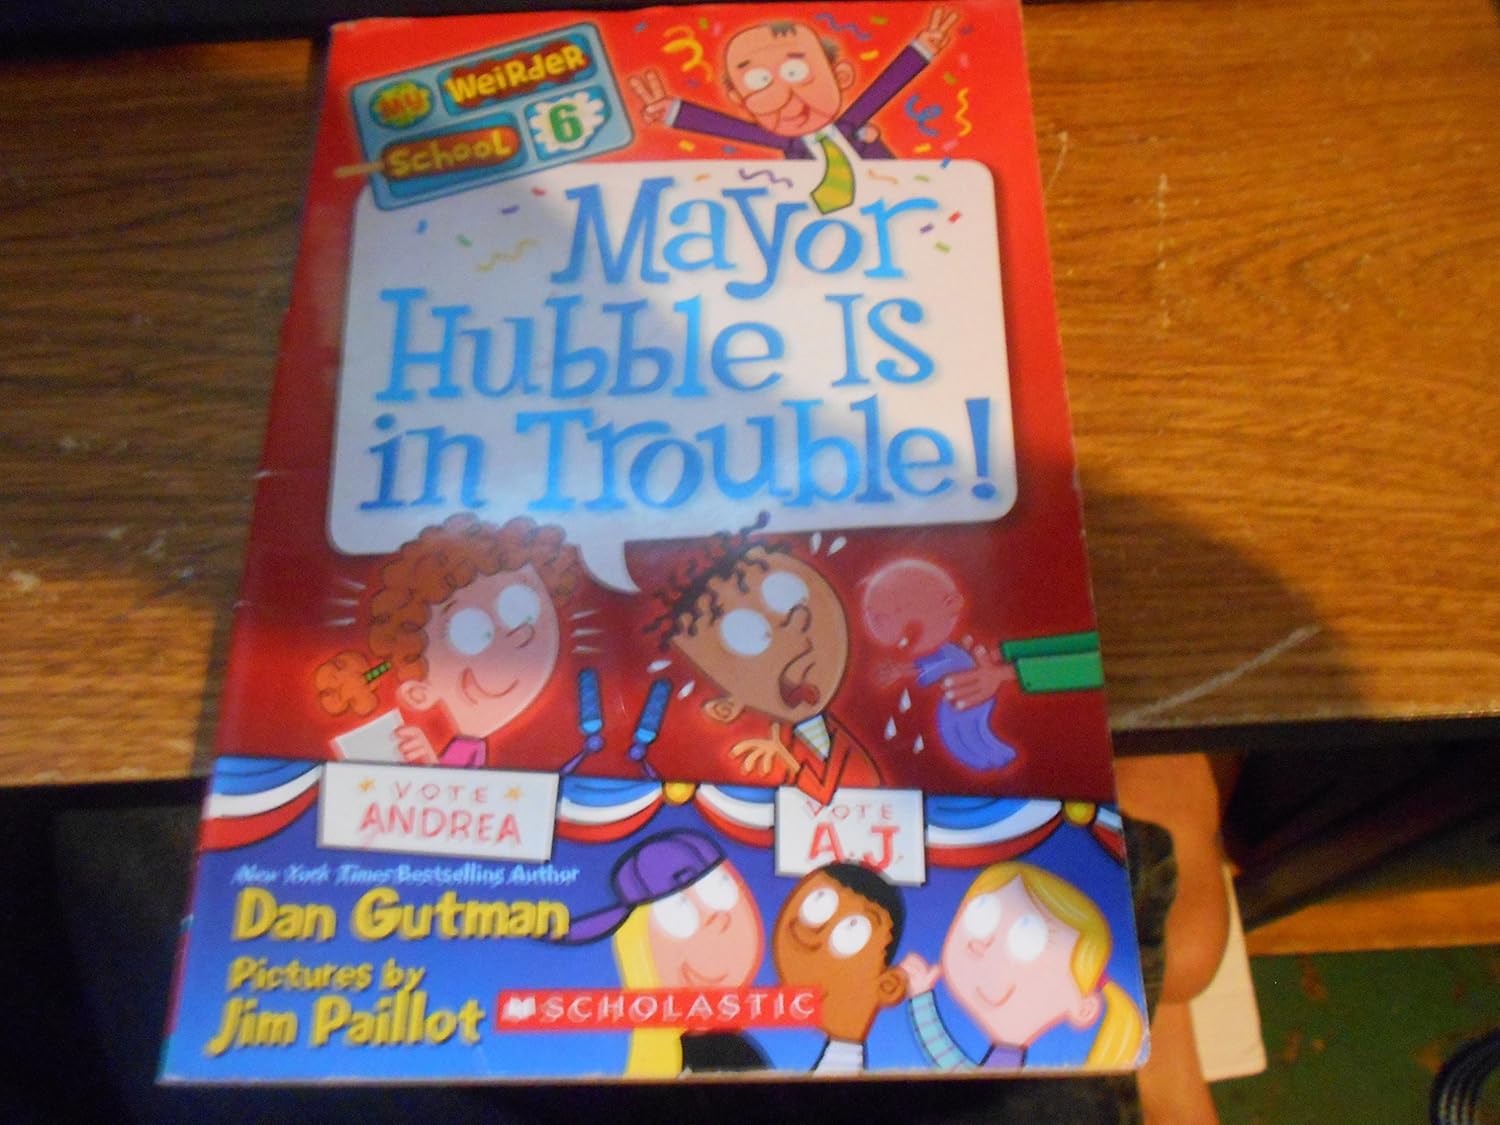 My Weirder
School 6
Mayor
Hubble Is
in Trouble!
VOTE
ANDREA
VOTE
A.J.
New York Times Bestselling Author
Dan Gutman
Pictures by
Jim Paillot
SCHOLASTIC